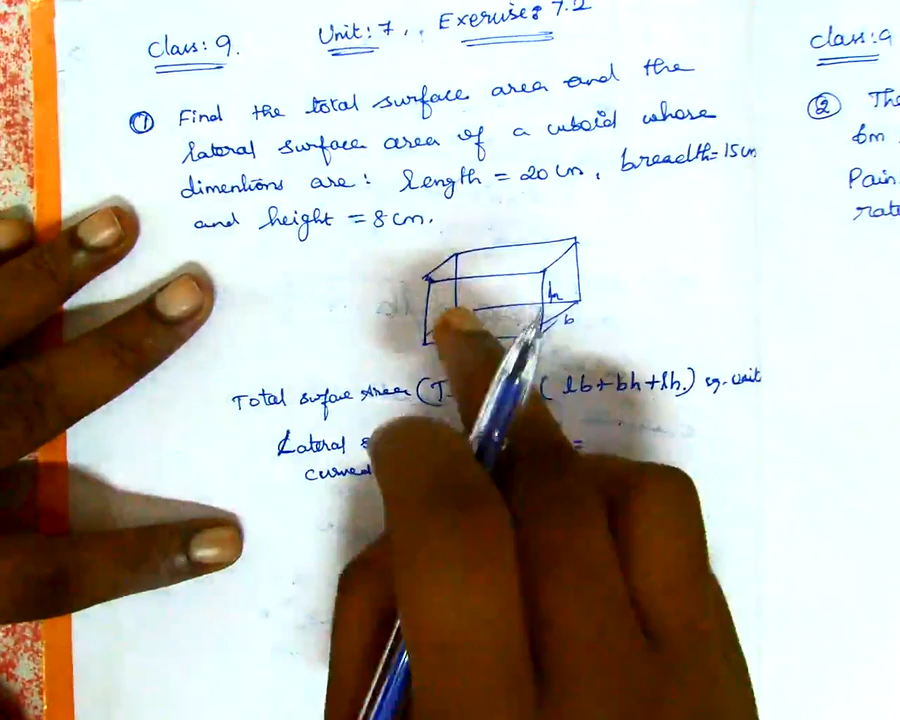 Class: 9. Unit: 7. Exercise: 7.2
① Find the total surface area and the
lateral surface area of a cuboid whose
dimentions are: length = 20 cm, breadth = 15 cm
and height = 8 cm.
h
b
Total surface Area (T (lb+bh+lh) sq. unit
Lateral =
curved
Class: 9
② The
6m
Pain
rate